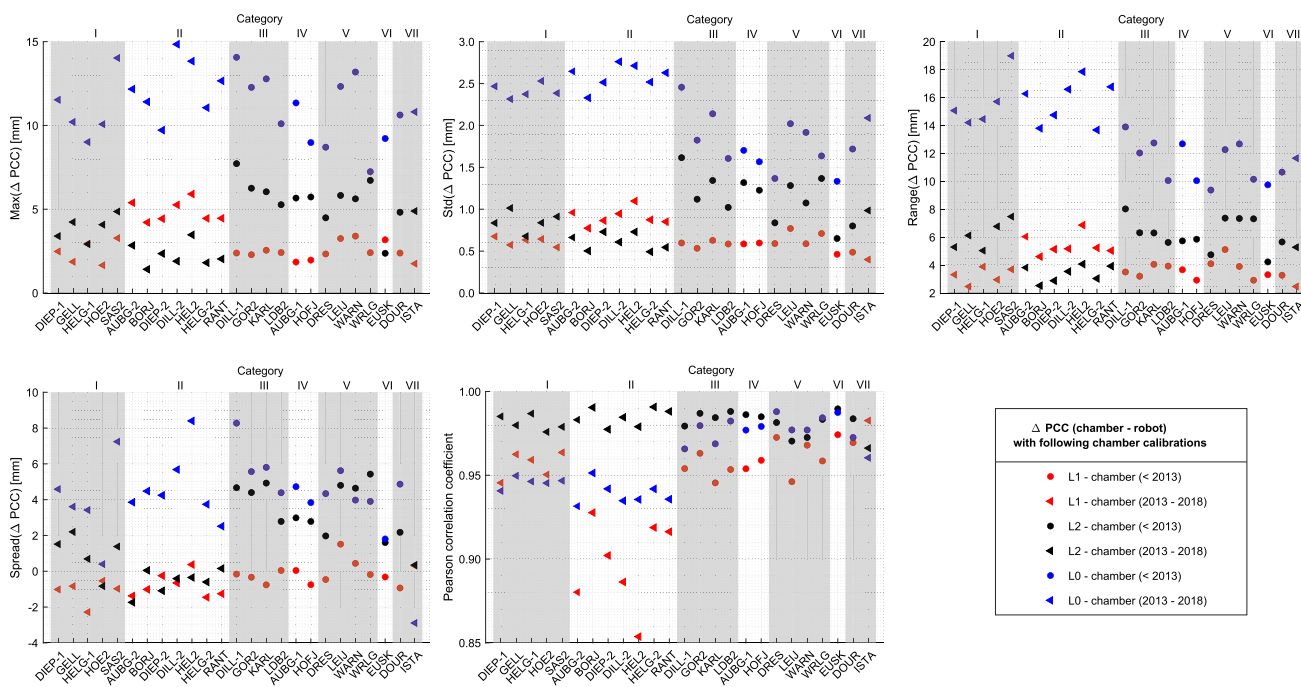 Category
I II III IV V VI VII
Max(Δ PCC) [mm]
15
10
5
0
DIEP-1 GELL HELG-1 HOE2 SAS2 AUBG-2 BORJ DIEP-2 DILL-2 HEL2 HELG-2 RANT DILL-1 GOR2 KARL LDB2 AUBG-1 HOFJ DRES LEIJ WARN WRLG EUSK DOUR ISTA
Category
I II III IV V VI VII
Std(Δ PCC) [mm]
3.0
2.5
2.0
1.5
1.0
0.5
0.0
DIEP-1 GELL HELG-1 HOE2 SAS2 AUBG-2 BORJ DIEP-2 DILL-2 HEL2 HELG-2 RANT DILL-1 GOR2 KARL LDB2 AUBG-1 HOFJ DRES LEIJ WARN WRLG EUSK DOUR ISTA
Category
I II III IV V VI VII
Range(Δ PCC) [mm]
20
18
16
14
12
10
8
6
4
2
DIEP-1 GELL HELG-1 HOE2 SAS2 AUBG-2 BORJ DIEP-2 DILL-2 HEL2 HELG-2 RANT DILL-1 GOR2 KARL LDB2 AUBG-1 HOFJ DRES LEIJ WARN WRLG EUSK DOUR ISTA
Category
I II III IV V VI VII
Spread(Δ PCC) [mm]
10
8
6
4
2
0
-2
-4
DIEP-1 GELL HELG-1 HOE2 SAS2 AUBG-2 BORJ DIEP-2 DILL-2 HEL2 HELG-2 RANT DILL-1 GOR2 KARL LDB2 AUBG-1 HOFJ DRES LEIJ WARN WRLG EUSK DOUR ISTA
Category
I II III IV V VI VII
Pearson correlation coefficient
1.00
0.95
0.90
0.85
DIEP-1 GELL HELG-1 HOE2 SAS2 AUBG-2 BORJ DIEP-2 DILL-2 HEL2 HELG-2 RANT DILL-1 GOR2 KARL LDB2 AUBG-1 HOFJ DRES LEIJ WARN WRLG EUSK DOUR ISTA
Δ PCC (chamber - robot)
with following chamber calibrations
L1 - chamber (< 2013)
L1 - chamber (2013 - 2018)
L2 - chamber (< 2013)
L2 - chamber (2013 - 2018)
L0 - chamber (< 2013)
L0 - chamber (2013 - 2018)